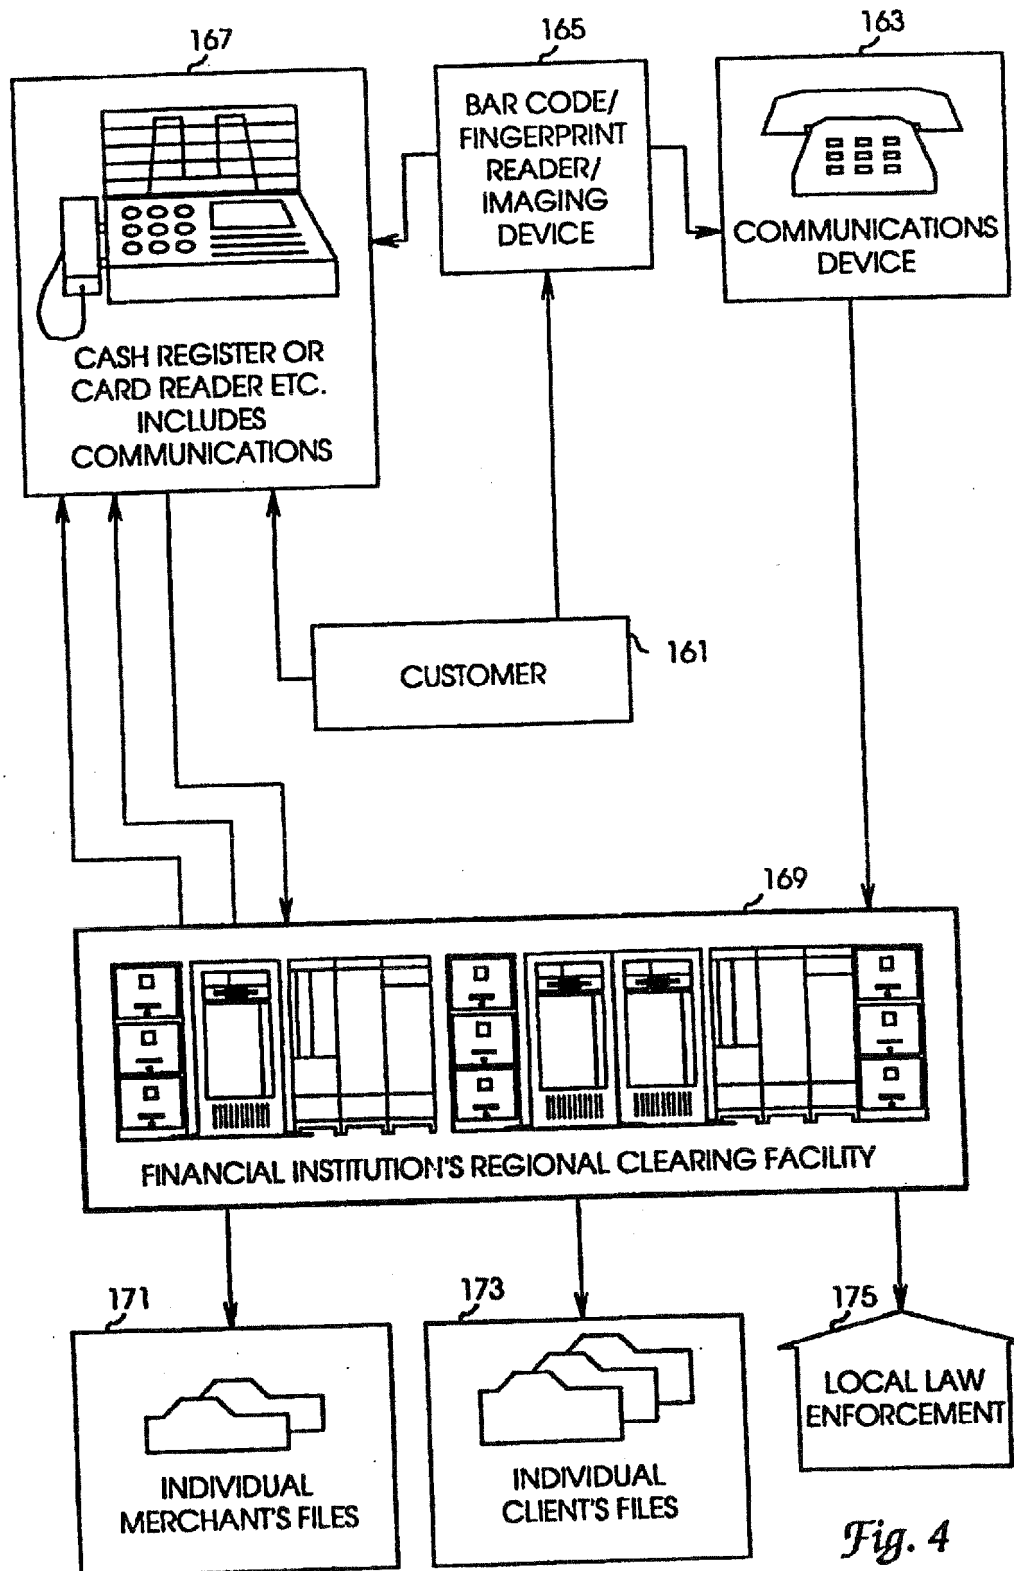 167
165
163
BAR CODE/
FINGERPRINT
READER/
IMAGING
DEVICE
COMMUNICATIONS
DEVICE
CASH REGISTER OR
CARD READER ETC.
INCLUDES
COMMUNICATIONS
161
CUSTOMER
169
FINANCIAL INSTITUTION'S REGIONAL CLEARING FACILITY
171
173
175
INDIVIDUAL
MERCHANT'S FILES
INDIVIDUAL
CLIENT'S FILES
LOCAL LAW
ENFORCEMENT
Fig. 4